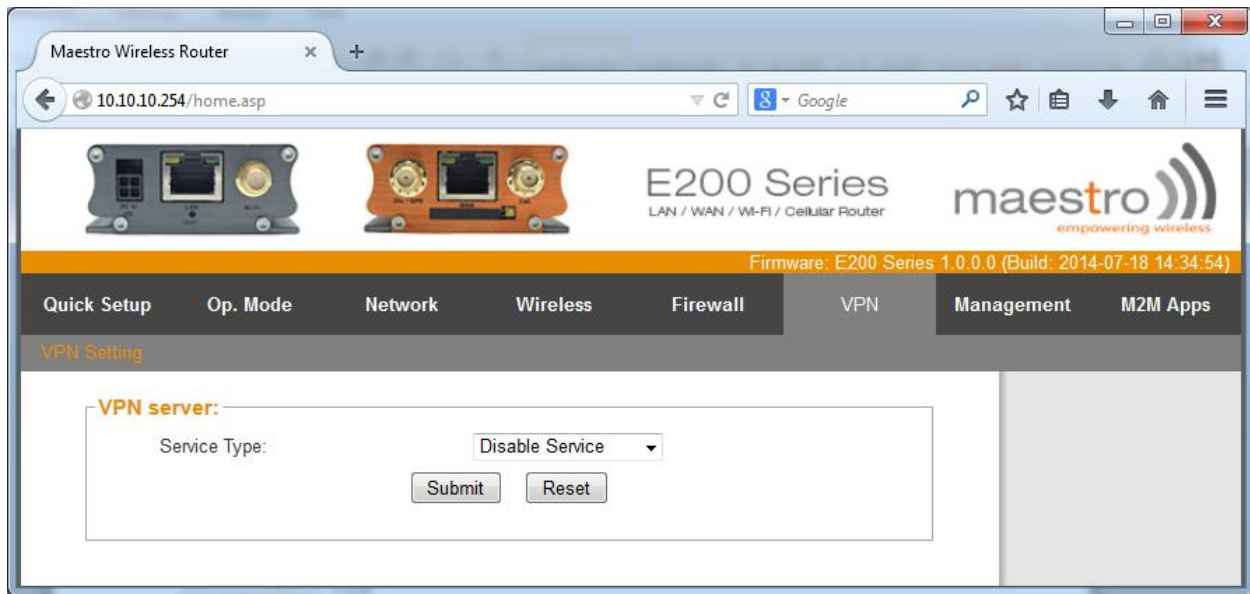 Maestro Wireless Router
10.10.10.254/home.asp
Google
E200 Series
LAN / WAN / Wi-Fi / Cellular Router
maestro
empowering wireless
Firmware: E200 Series 1.0.0.0 (Build: 2014-07-18 14:34:54)
Quick Setup Op. Mode Network Wireless Firewall VPN Management M2M Apps
VPN Setting
VPN server:
Service Type: Disable Service
Submit Reset